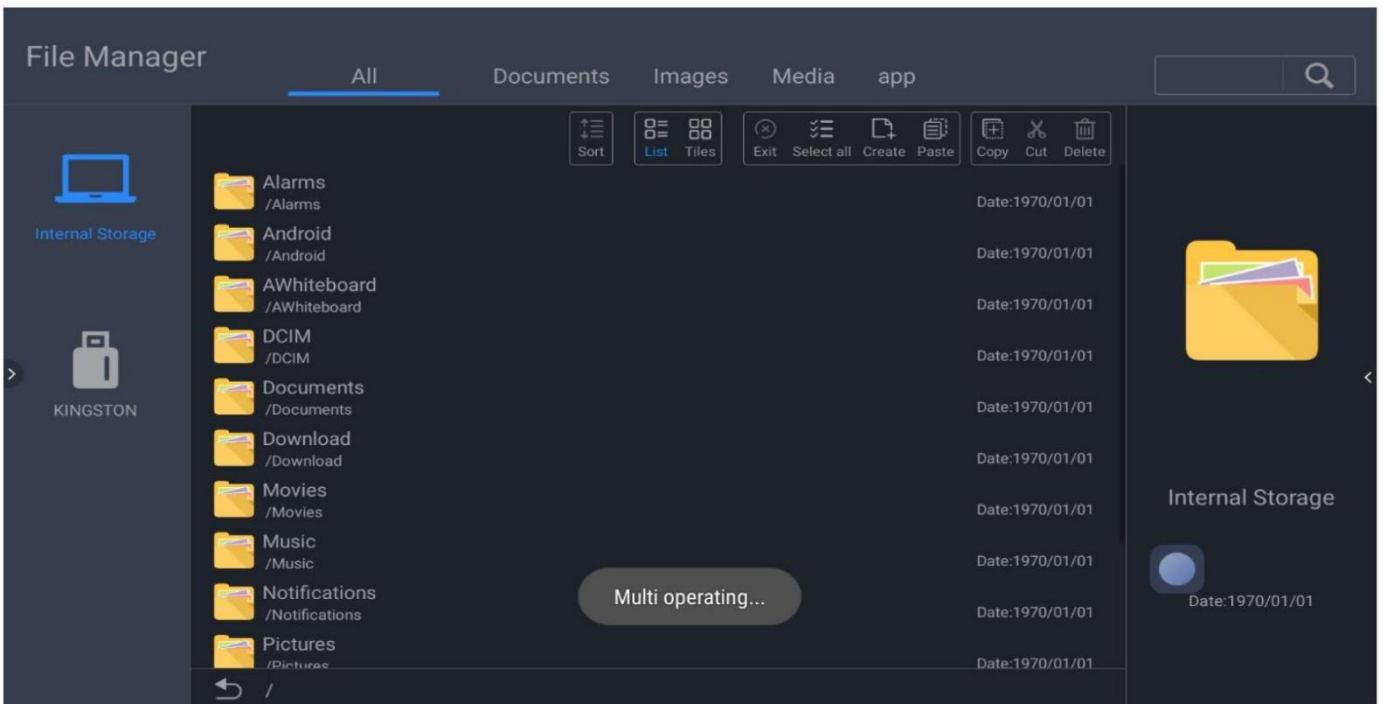 File Manager
All Documents Images Media app
Sort List Tiles Exit Select all Create Paste Copy Cut Delete
Internal Storage
KINGSTON
Alarms
/Alarms
Date:1970/01/01
Android
/Android
Date:1970/01/01
AWhiteboard
/AWhiteboard
Date:1970/01/01
DCIM
/DCIM
Date:1970/01/01
Documents
/Documents
Date:1970/01/01
Download
/Download
Date:1970/01/01
Movies
/Movies
Date:1970/01/01
Music
/Music
Date:1970/01/01
Notifications
/Notifications
Date:1970/01/01
Pictures
/Pictures
Date:1970/01/01
Multi operating...
/
Internal Storage
Date:1970/01/01